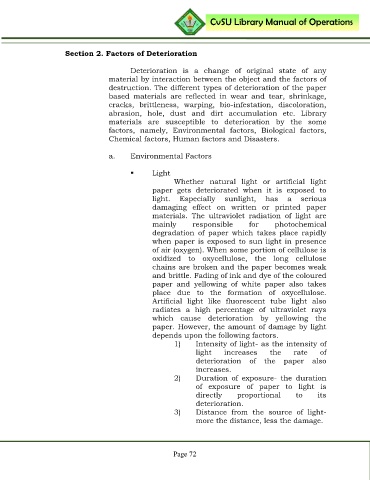 CvSU Library Manual of Operations
Section 2. Factors of Deterioration
Deterioration is a change of original state of any
material by interaction between the object and the factors of
destruction. The different types of deterioration of the paper
based materials are reflected in wear and tear, shrinkage,
cracks, brittleness, warping, bio-infestation, discoloration,
abrasion, hole, dust and dirt accumulation etc. Library
materials are susceptible to deterioration by the some
factors, namely, Environmental factors, Biological factors,
Chemical factors, Human factors and Disasters.
a. Environmental Factors
▪ Light
Whether natural light or artificial light
paper gets deteriorated when it is exposed to
light. Especially sunlight, has a serious
damaging effect on written or printed paper
materials. The ultraviolet radiation of light are
mainly responsible for photochemical
degradation of paper which takes place rapidly
when paper is exposed to sun light in presence
of air (oxygen). When some portion of cellulose is
oxidized to oxycellulose, the long cellulose
chains are broken and the paper becomes weak
and brittle. Fading of ink and dye of the coloured
paper and yellowing of white paper also takes
place due to the formation of oxycellulose.
Artificial light like fluorescent tube light also
radiates a high percentage of ultraviolet rays
which cause deterioration by yellowing the
paper. However, the amount of damage by light
depends upon the following factors.
1) Intensity of light- as the intensity of
light increases the rate of
deterioration of the paper also
increases.
2) Duration of exposure- the duration
of exposure of paper to light is
directly proportional to its
deterioration.
3) Distance from the source of light-
more the distance, less the damage.
Page 72